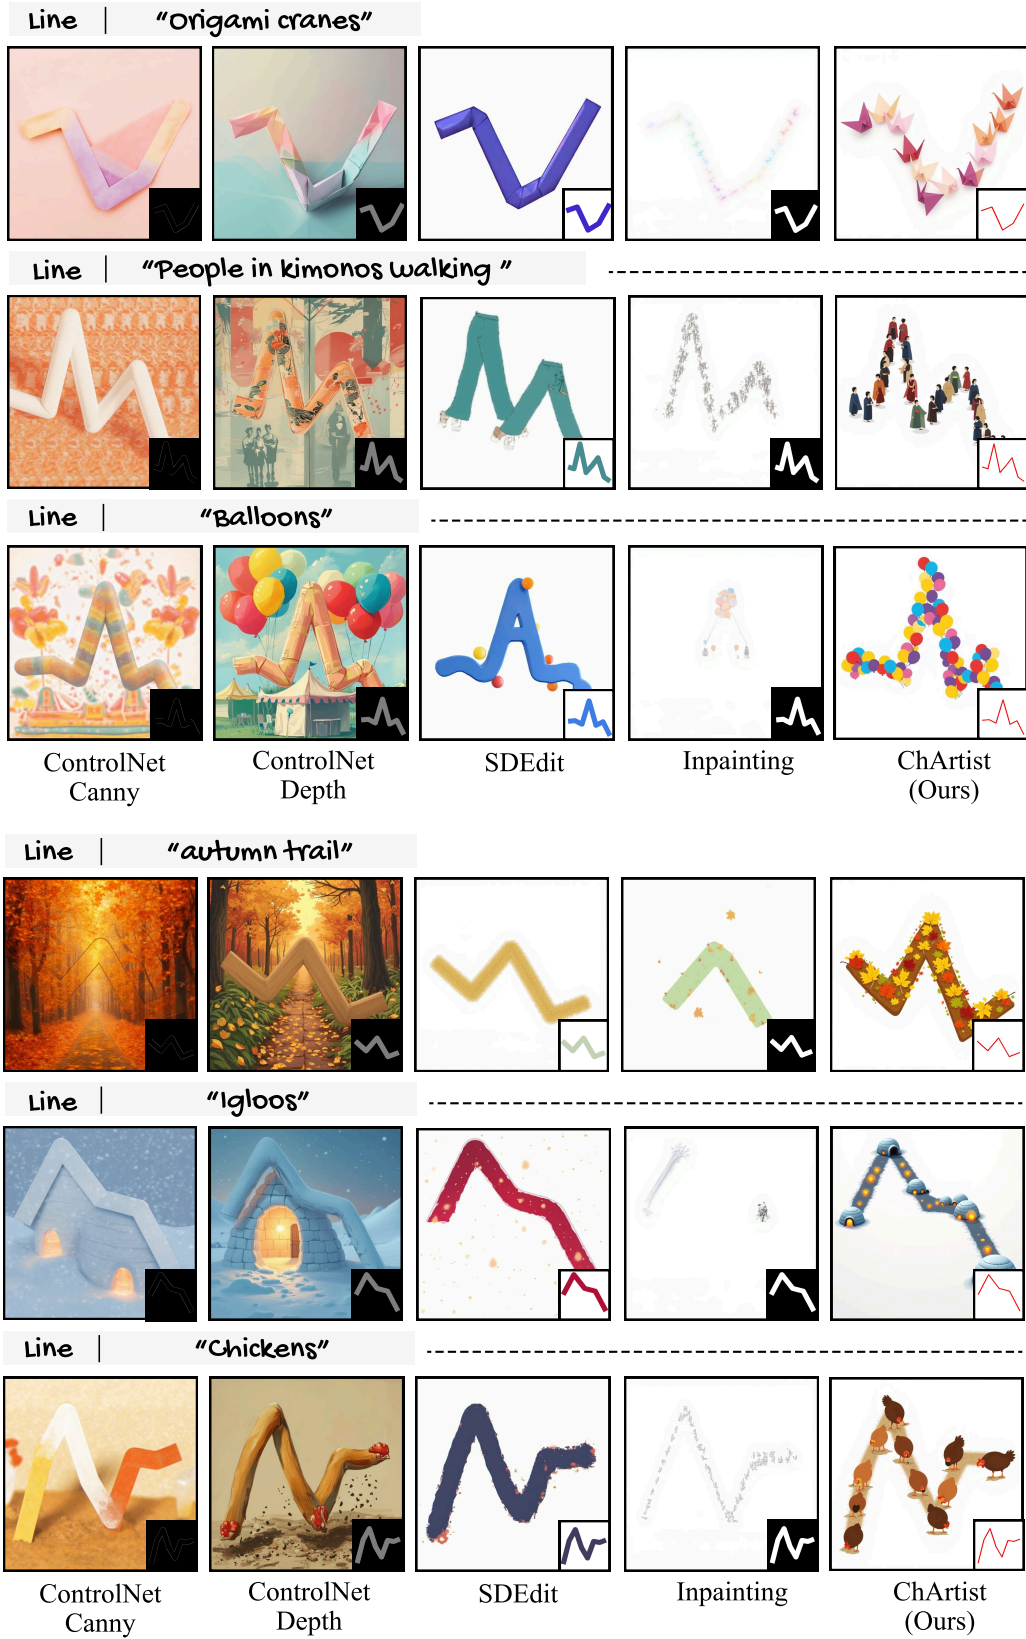 Line | "Origami cranes"
Line | "People in kimonos walking "
Line | "Balloons"
ControlNet Canny
ControlNet Depth
SDEdit
Inpainting
ChArtist (Ours)
Line | "autumn trail"
Line | "Igloos"
Line | "Chickens"
ControlNet Canny
ControlNet Depth
SDEdit
Inpainting
ChArtist (Ours)